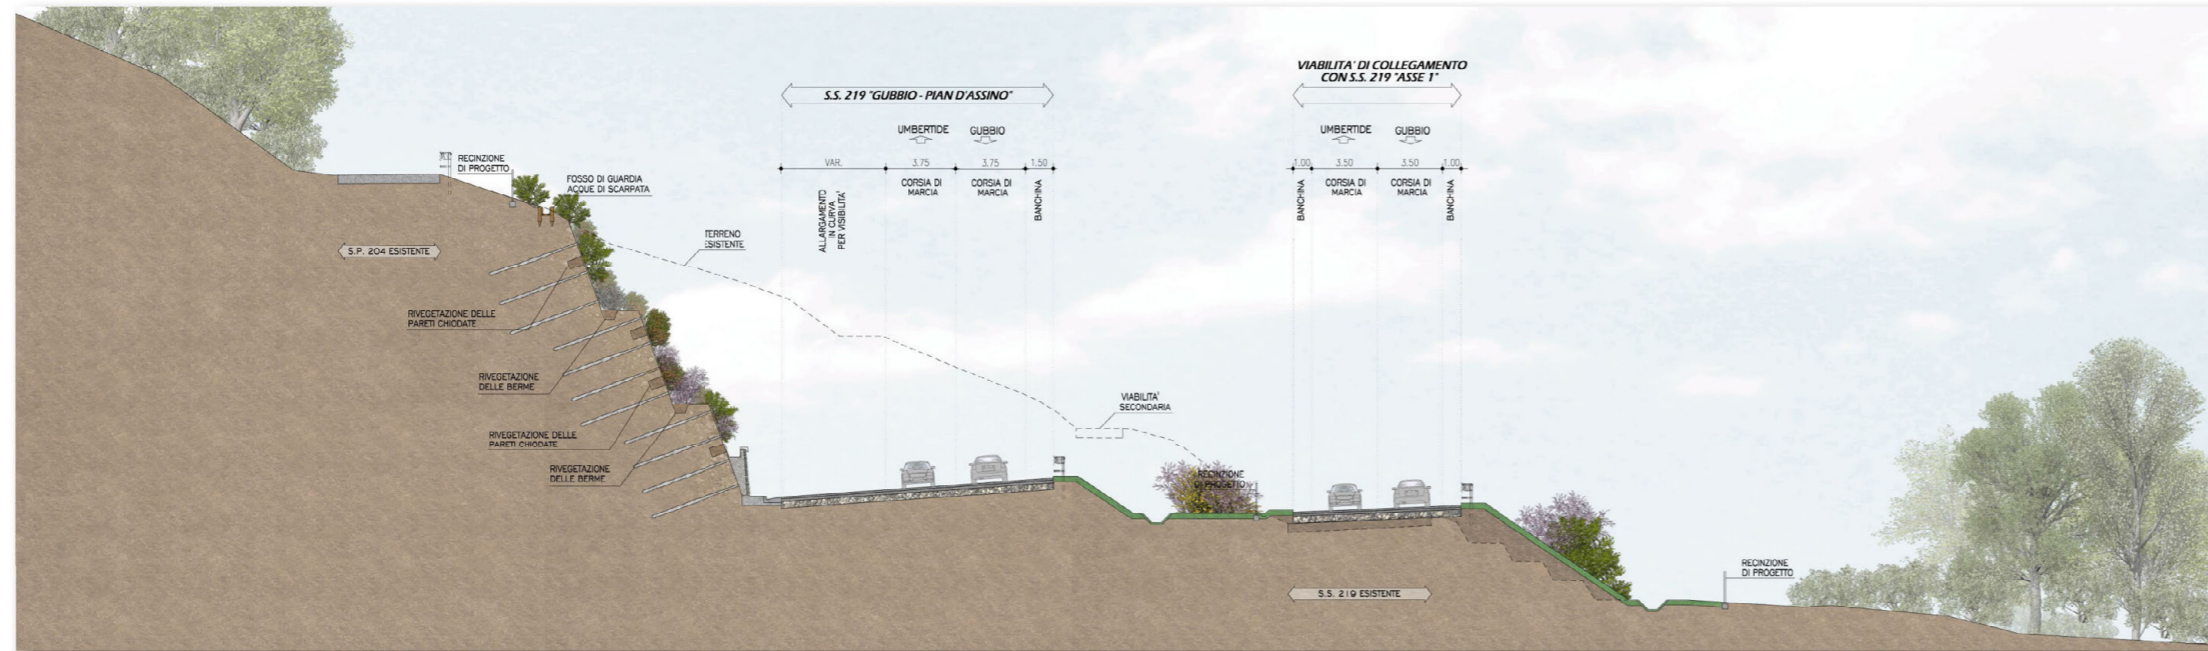 VIABILITA' DI COLLEGAMENTO
CON S.S. 219 "ASSE 1"
S.S. 219 "GUBBIO - PIAN D'ASSINO"
UMBERTIDE
GUBBIO
UMBERTIDE
GUBBIO
VAR.
3.75
3.75
1.50
1.00
3.50
3.50
1.00
ALLARGAMENTO
IN CURVA
PER VISIBILITA'
CORSIA DI
MARCIA
CORSIA DI
MARCIA
BANCHINA
BANCHINA
CORSIA DI
MARCIA
CORSIA DI
MARCIA
BANCHINA
RECINZIONE
DI PROGETTO
FOSSO DI GUARDIA
ACQUE DI SCARPATA
TERRENO
ESISTENTE
S.P. 204 ESISTENTE
RIVEGETAZIONE DELLE
PARETI CHIODATE
RIVEGETAZIONE
DELLE BERME
VIABILITA'
SECONDARIA
RIVEGETAZIONE DELLE
PARETI CHIODATE
RIVEGETAZIONE
DELLE BERME
RECINZIONE
DI PROGETTO
RECINZIONE
DI PROGETTO
S.S. 219 ESISTENTE